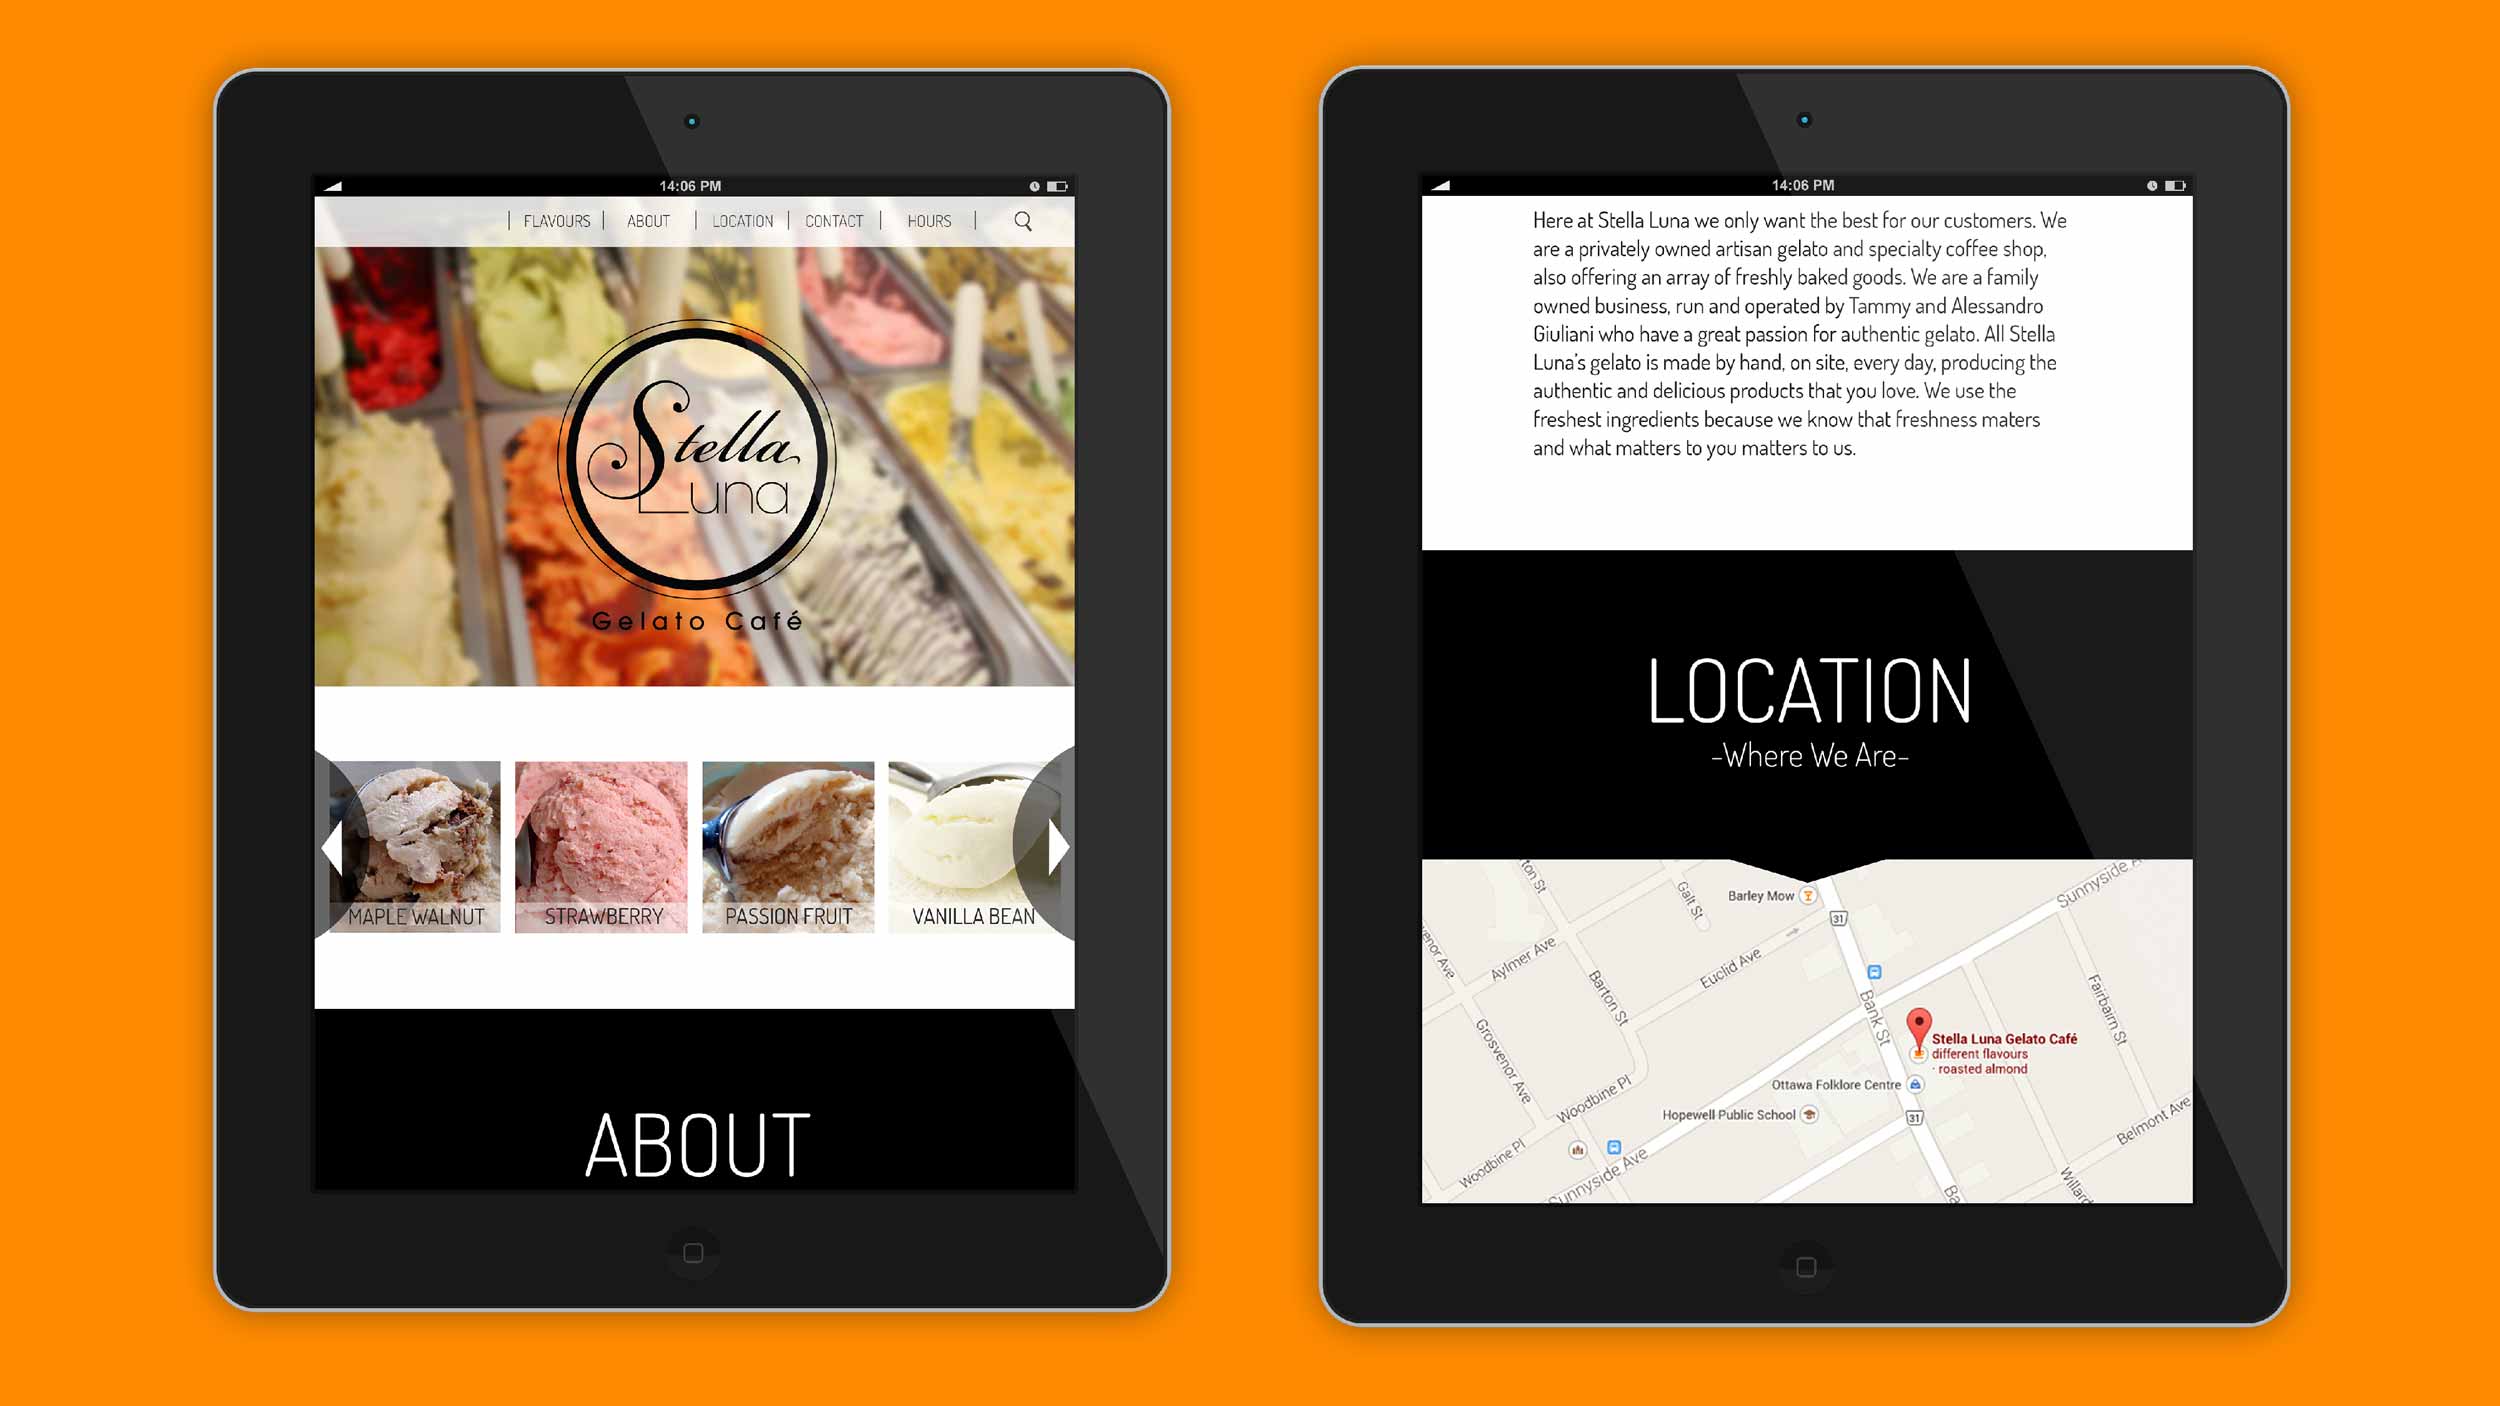 14:06 PM
FLAVOURS ABOUT LOCATION CONTACT HOURS
Stella
Luna
Gelato Café
MAPLE WALNUT STRAWBERRY PASSION FRUIT VANILLA BEAN
ABOUT
14:06 PM
Here at Stella Luna we only want the best for our customers. We
are a privately owned artisan gelato and specialty coffee shop,
also offering an array of freshly baked goods. We are a family
owned business, run and operated by Tammy and Alessandro
Giuliani who have a great passion for authentic gelato. All Stella
Luna's gelato is made by hand, on site, every day, producing the
authentic and delicious products that you love. We use the
freshest ingredients because we know that freshness maters
and what matters to you matters to us.
LOCATION
-Where We Are-
Barley Mow
Galt St
Sunnyside
31
Aylmer Ave
Euclid Ave
Barton St
Bank St
Fairbairn St
Grosvenor Ave
Stella Luna Gelato Café
different flavours
· roasted almond
Ottawa Folklore Centre
Hopewell Public School
31
Woodbine Pl
Belmont Ave
Woodbine Pl
Sunnyside Ave